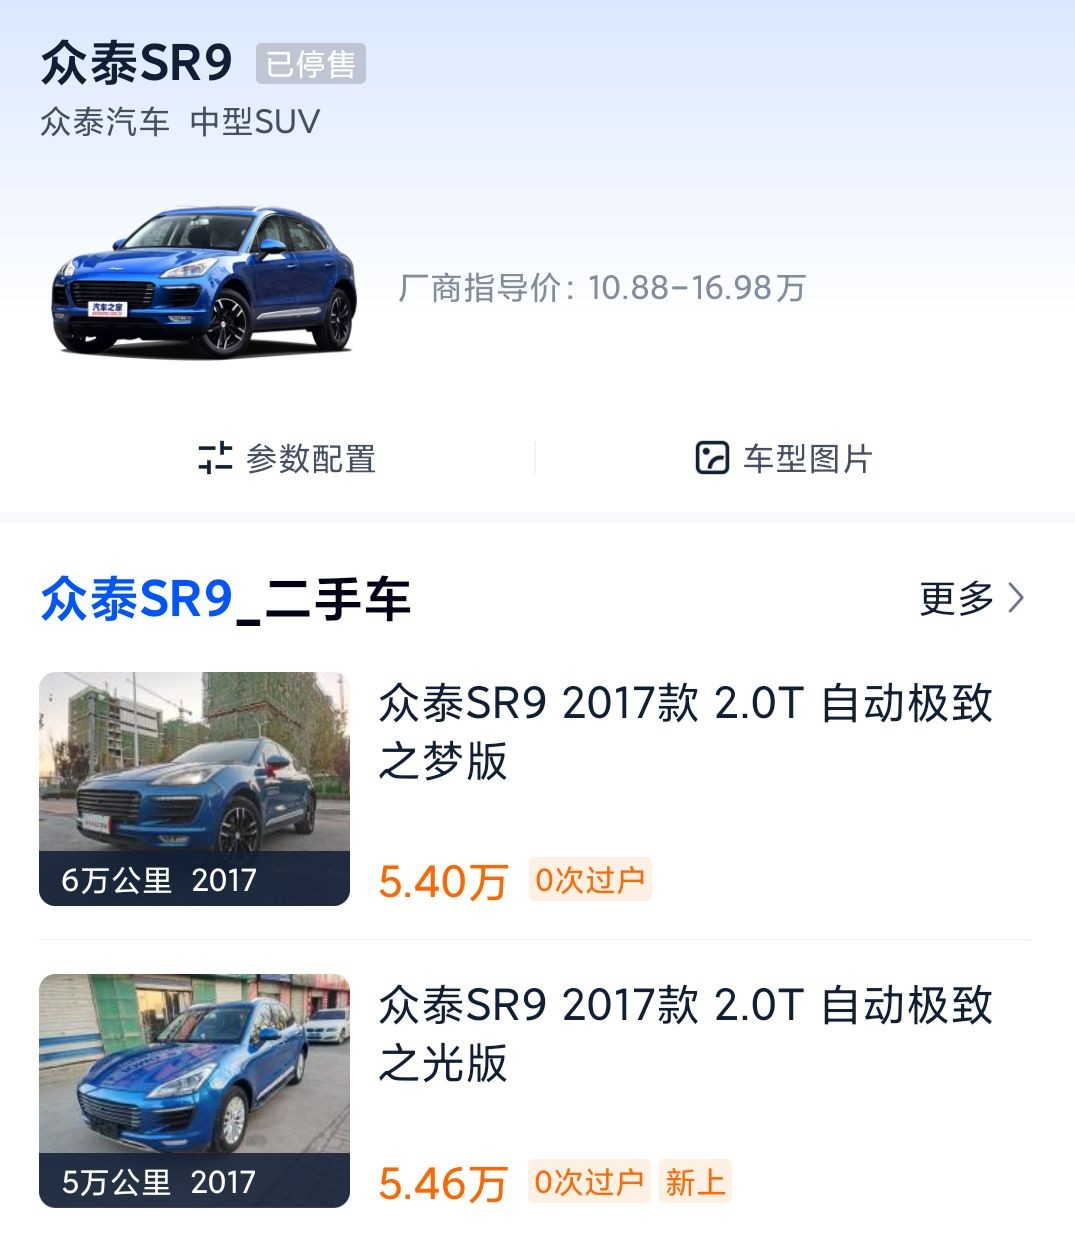 众泰SR9 已停售
众泰汽车 中型SUV
汽车之家
厂商指导价: 10.88-16.98万
参数配置
车型图片
众泰SR9_二手车
更多
众泰SR9 2017款 2.0T 自动极致
之梦版
6万公里 2017
5.40万 0次过户
众泰SR9 2017款 2.0T 自动极致
之光版
5万公里 2017
5.46万 0次过户 新上